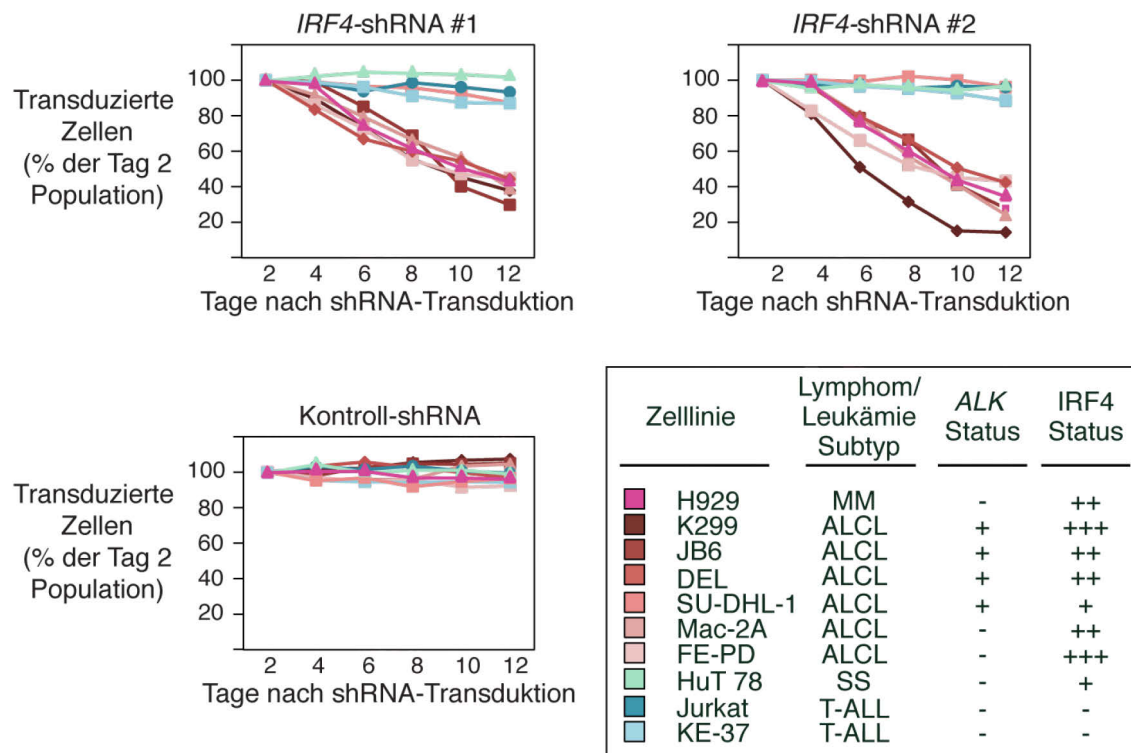 IRF4-shRNA #1
Transduzierte
Zellen
(% der Tag 2
Population)
100
80
60
40
20
2 4 6 8 10 12
Tage nach shRNA-Transduktion
IRF4-shRNA #2
100
80
60
40
20
2 4 6 8 10 12
Tage nach shRNA-Transduktion
Kontroll-shRNA
Transduzierte
Zellen
(% der Tag 2
Population)
100
80
60
40
20
2 4 6 8 10 12
Tage nach shRNA-Transduktion
Zelllinie Lymphom/ Leukämie Subtyp ALK Status IRF4 Status
H929 MM - ++
K299 ALCL + +++
JB6 ALCL + ++
DEL ALCL + ++
SU-DHL-1 ALCL + +
Mac-2A ALCL - ++
FE-PD ALCL - +++
HuT 78 SS - +
Jurkat T-ALL - -
KE-37 T-ALL - -